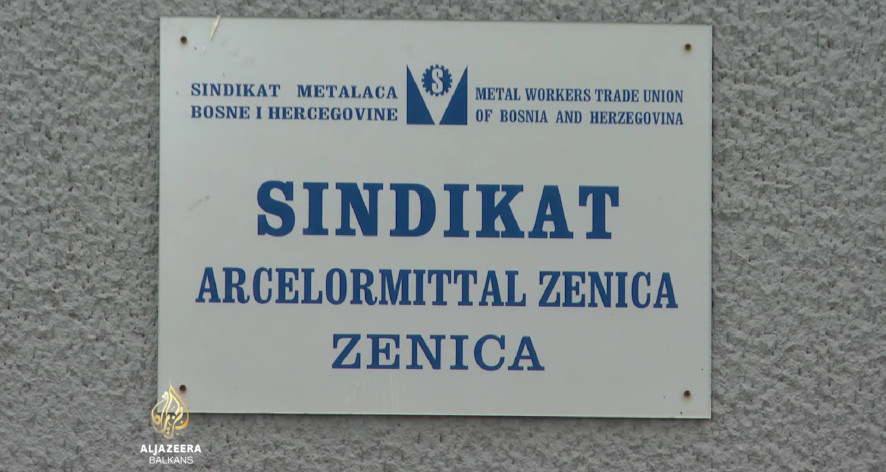 SINDIKAT METALACA
BOSNE I HERCEGOVINE
S
METAL WORKERS TRADE UNION
OF BOSNIA AND HERZEGOVINA
SINDIKAT
ARCELORMITTAL ZENICA
ZENICA
ALJAZEERA
BALKANS